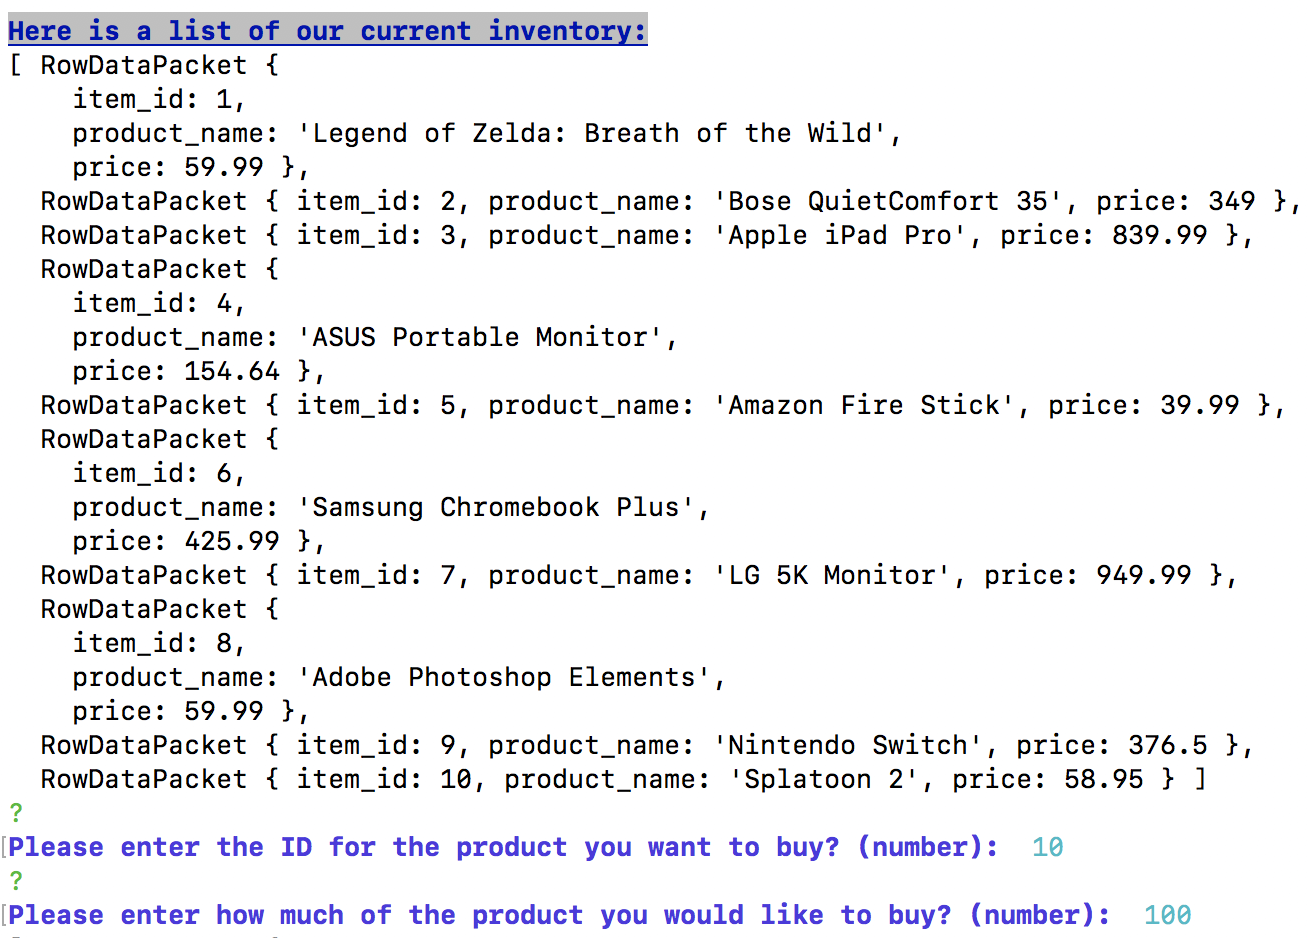 Here is a list of our current inventory:
[ RowDataPacket {
    item_id: 1,
    product_name: 'Legend of Zelda: Breath of the Wild',
    price: 59.99 },
  RowDataPacket { item_id: 2, product_name: 'Bose QuietComfort 35', price: 349 },
  RowDataPacket { item_id: 3, product_name: 'Apple iPad Pro', price: 839.99 },
  RowDataPacket {
    item_id: 4,
    product_name: 'ASUS Portable Monitor',
    price: 154.64 },
  RowDataPacket { item_id: 5, product_name: 'Amazon Fire Stick', price: 39.99 },
  RowDataPacket {
    item_id: 6,
    product_name: 'Samsung Chromebook Plus',
    price: 425.99 },
  RowDataPacket { item_id: 7, product_name: 'LG 5K Monitor', price: 949.99 },
  RowDataPacket {
    item_id: 8,
    product_name: 'Adobe Photoshop Elements',
    price: 59.99 },
  RowDataPacket { item_id: 9, product_name: 'Nintendo Switch', price: 376.5 },
  RowDataPacket { item_id: 10, product_name: 'Splatoon 2', price: 58.95 } ]
?
[Please enter the ID for the product you want to buy? (number):  10
?
[Please enter how much of the product you would like to buy? (number):  100